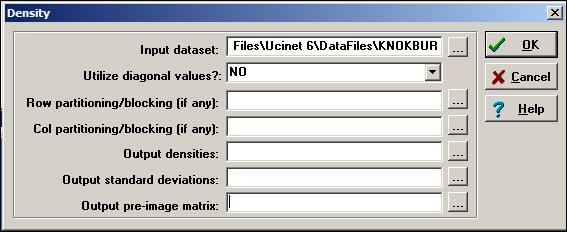 Density
Input dataset: Files\Ucinet 6\DataFiles\KNOKBUR ...
Utilize diagonal values?: NO
Row partitioning/blocking (if any): ...
Col partitioning/blocking (if any): ...
Output densities: ...
Output standard deviations: ...
Output pre-image matrix: ...
OK
Cancel
? Help